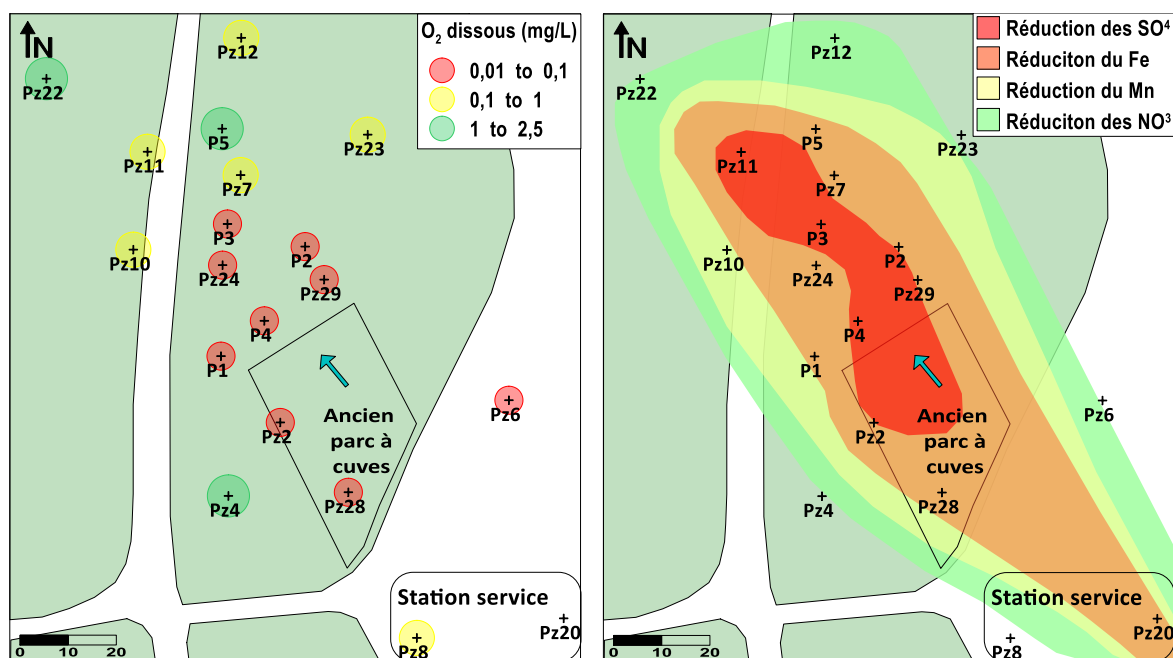 N
O2 dissous (mg/L)
0,01 to 0,1
0,1 to 1
1 to 2,5
Pz12
Pz22
P5
Pz23
Pz11
Pz7
P3
P2
Pz10
Pz24
Pz29
P4
P1
Pz6
Pz2
Ancien
parc à
cuves
Pz4
Pz28
Station service
Pz20
Pz8
0 10 20
N
Réduction des SO⁴
Réduction du Fe
Réduction du Mn
Réduciton des NO³
Pz12
Pz22
P5
Pz23
Pz11
Pz7
P3
P2
Pz10
Pz24
Pz29
P4
P1
Pz6
Pz2
Ancien
parc à
cuves
Pz4
Pz28
Station service
Pz20
Pz8
0 10 20